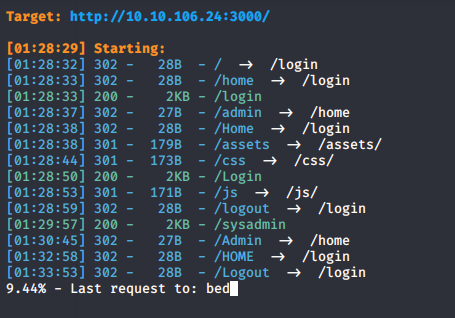 Target: http://10.10.106.24:3000/
[01:28:29] Starting:
[01:28:32] 302 - 28B - / -> /login
[01:28:33] 302 - 28B - /home -> /login
[01:28:33] 200 - 2KB - /login
[01:28:37] 302 - 27B - /admin -> /home
[01:28:38] 302 - 28B - /Home -> /login
[01:28:38] 301 - 179B - /assets -> /assets/
[01:28:44] 301 - 173B - /css -> /css/
[01:28:50] 200 - 2KB - /Login
[01:28:53] 301 - 171B - /js -> /js/
[01:28:59] 302 - 28B - /logout -> /login
[01:29:57] 200 - 2KB - /sysadmin
[01:30:45] 302 - 27B - /Admin -> /home
[01:32:58] 302 - 28B - /HOME -> /login
[01:33:53] 302 - 28B - /Logout -> /login
9.44% - Last request to: bed